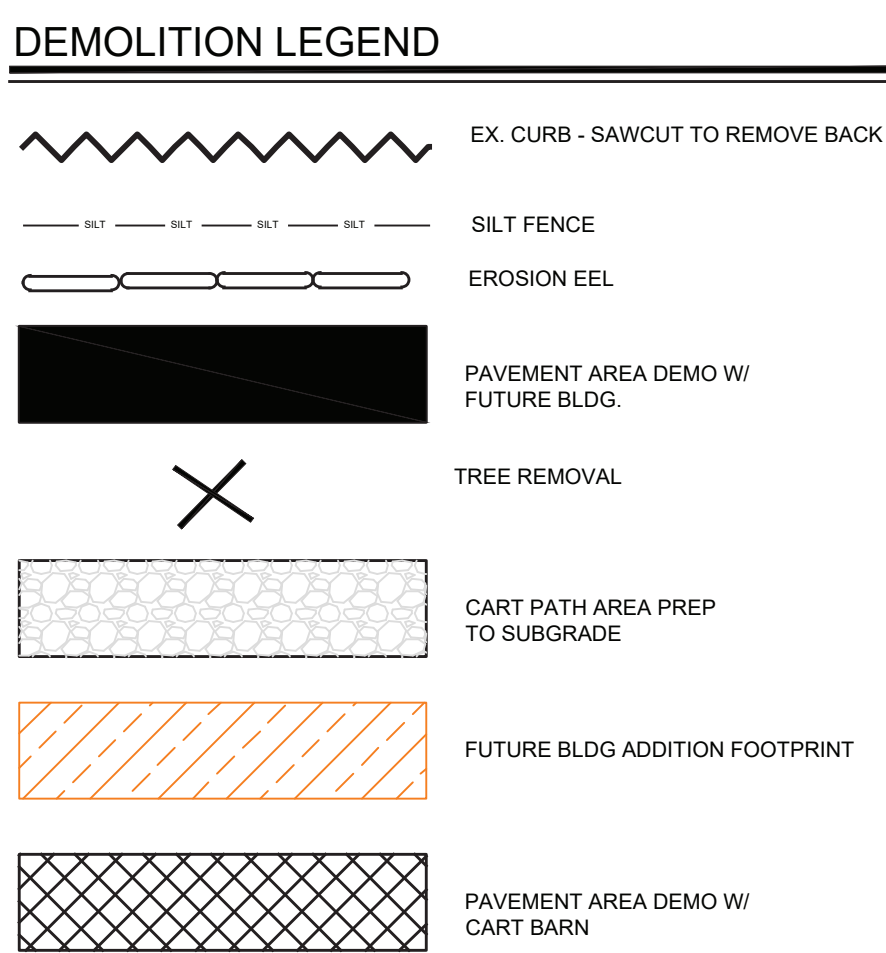 DEMOLITION LEGEND
EX. CURB - SAWCUT TO REMOVE BACK
SILT SILT SILT SILT
SILT FENCE
EROSION EEL
PAVEMENT AREA DEMO W/
FUTURE BLDG.
TREE REMOVAL
CART PATH AREA PREP
TO SUBGRADE
FUTURE BLDG ADDITION FOOTPRINT
PAVEMENT AREA DEMO W/
CART BARN